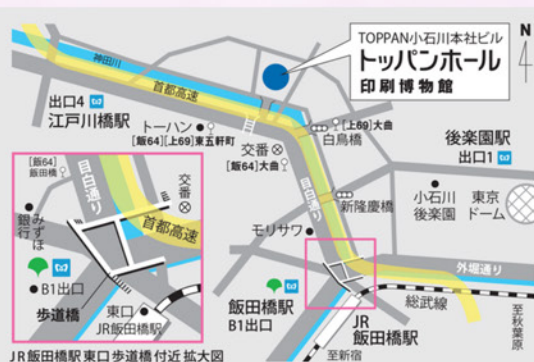 TOPPAN小石川本社ビル
トッパンホール
印刷博物館
N
神田川
首都高速
出口4
江戸川橋駅
トーハン
[飯64][上69]東五軒町
[上69]大曲
白鳥橋
交番
[飯64]大曲
後楽園駅
出口1
目白通り
新隆慶橋
小石川
後楽園
東京
ドーム
モリサワ
外堀通り
飯田橋駅
B1出口
JR
飯田橋駅
総武線
至秋葉原
至新宿
[飯64]
飯田橋
目白通り
交番
みずほ
銀行
首都高速
B1出口
歩道橋
東口
JR飯田橋駅
JR飯田橋駅東口歩道橋付近 拡大図